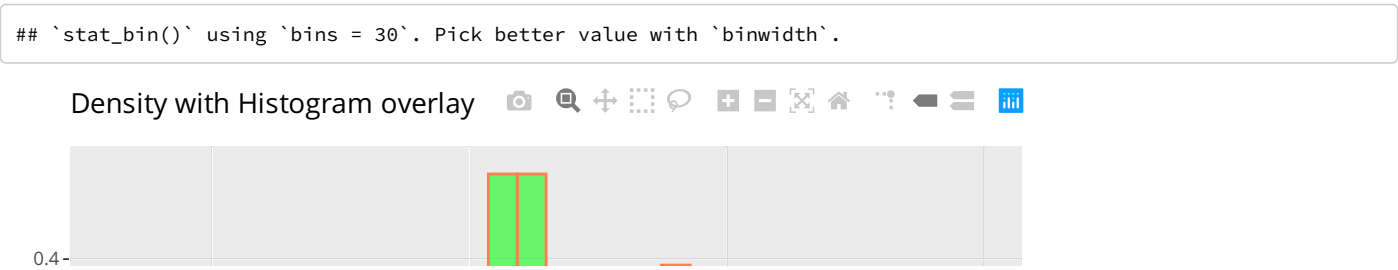 ## `stat_bin()` using `bins = 30`. Pick better value with `binwidth`.
Density with Histogram overlay
0.4